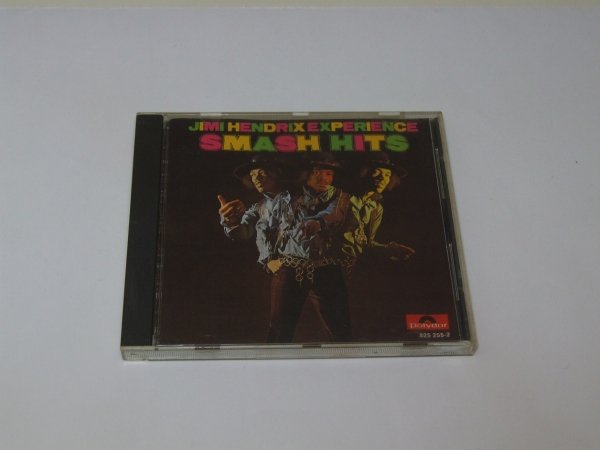 JIMI HENDRIX EXPERIENCE
SMASH HITS
Polydor
825 255-2